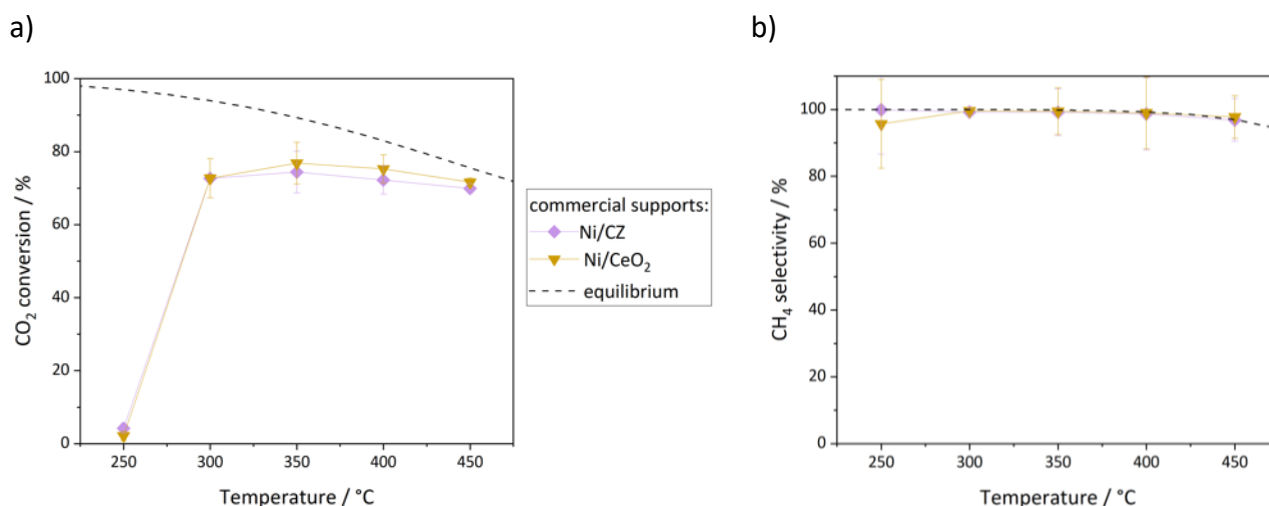 a)
100
80
60
40
20
0
CO₂ conversion / %
250 300 350 400 450
Temperature / °C
commercial supports:
Ni/CZ
Ni/CeO₂
equilibrium
b)
100
80
60
40
20
0
CH₄ selectivity / %
250 300 350 400 450
Temperature / °C